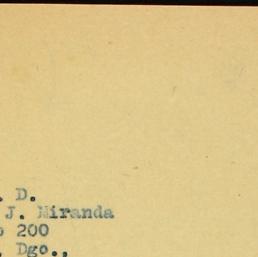 . D.
J. Miranda
o 200
. Dgo.,